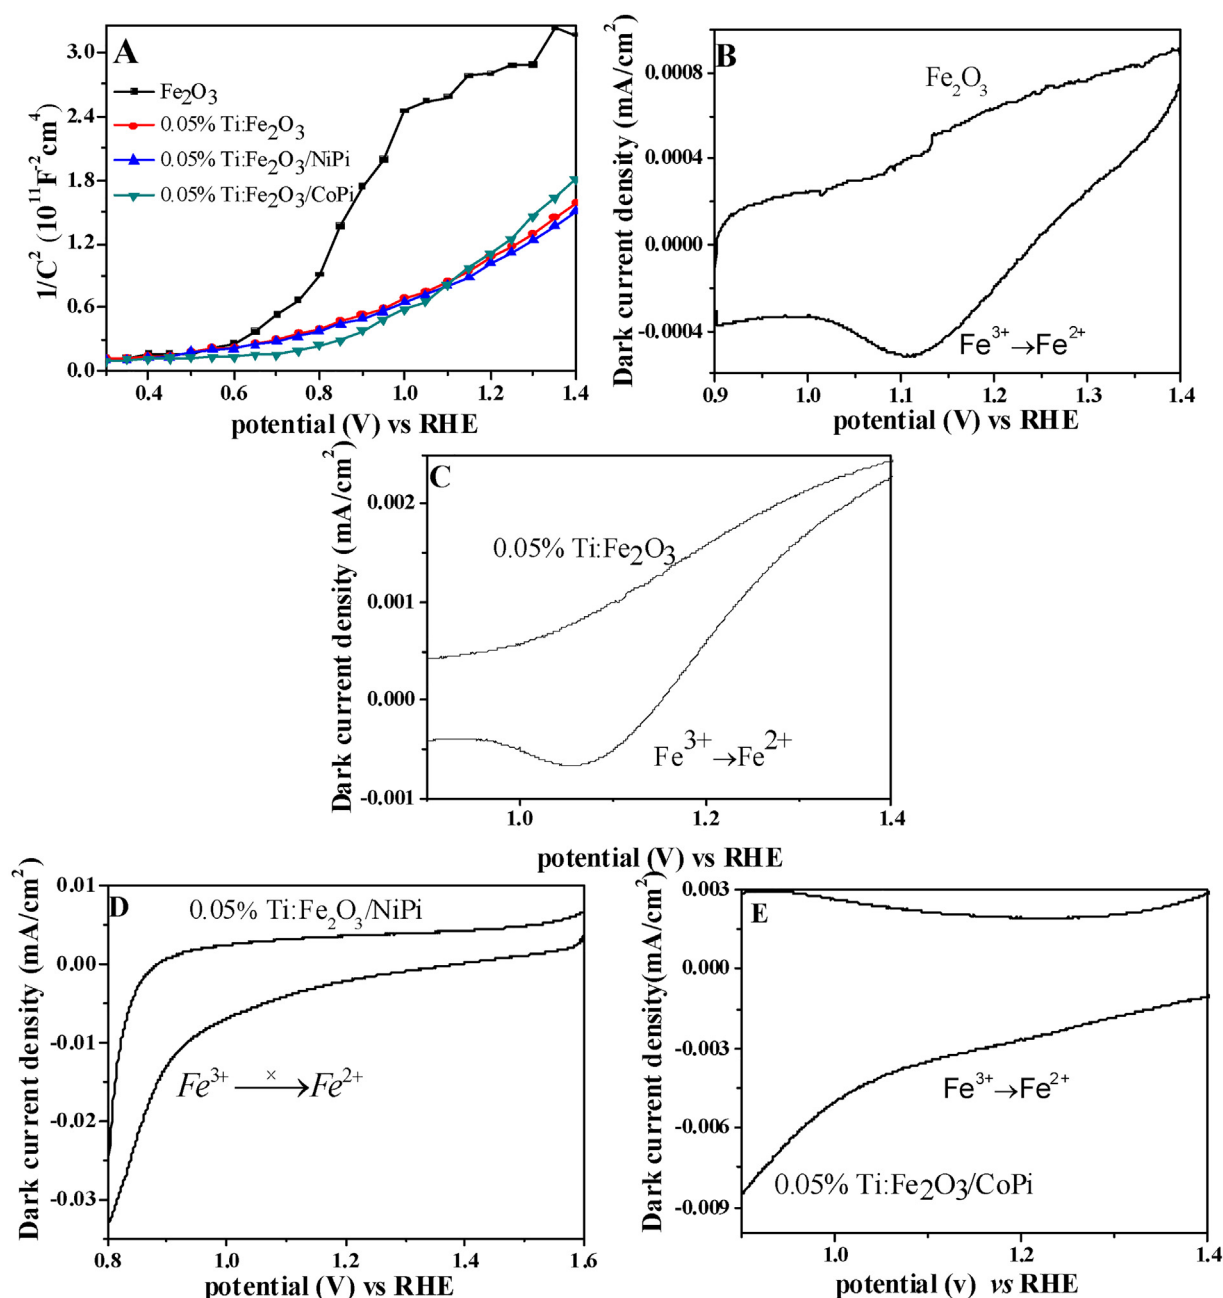 A
3.0
2.4
1.8
1.2
0.6
0.0
0.4 0.6 0.8 1.0 1.2 1.4
1/C² (10¹¹F⁻²cm⁴)
potential (V) vs RHE
Fe₂O₃
0.05% Ti:Fe₂O₃
0.05% Ti:Fe₂O₃/NiPi
0.05% Ti:Fe₂O₃/CoPi
B
Fe₂O₃
0.0008
0.0004
0.0000
-0.0004
0.9 1.0 1.1 1.2 1.3 1.4
Dark current density (mA/cm²)
potential (v) vs RHE
Fe³⁺→Fe²⁺
C
0.002
0.001
0.000
-0.001
1.0 1.2 1.4
Dark current density (mA/cm²)
potential (V) vs RHE
0.05% Ti:Fe₂O₃
Fe³⁺→Fe²⁺
D
0.05% Ti:Fe₂O₃/NiPi
0.01
0.00
-0.01
-0.02
-0.03
0.8 1.0 1.2 1.4 1.6
Dark current density (mA/cm²)
potential (V) vs RHE
Fe³⁺ ×→ Fe²⁺
E
0.003
0.000
-0.003
-0.006
-0.009
1.0 1.2 1.4
Dark current density(mA/cm²)
potential (v) vs RHE
Fe³⁺→Fe²⁺
0.05% Ti:Fe₂O₃/CoPi